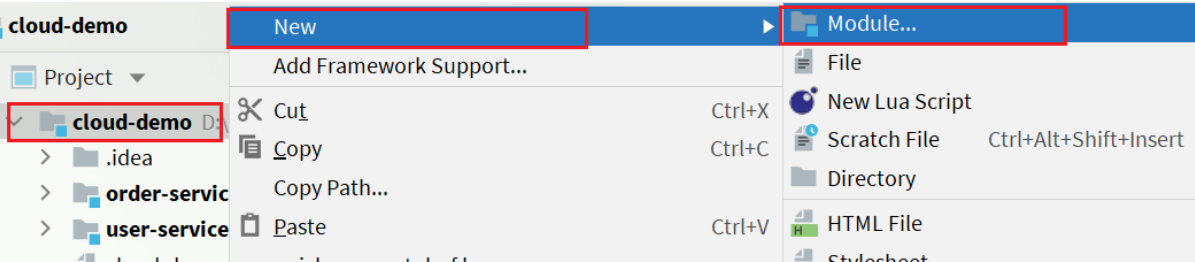 cloud-demo
Project
cloud-demo D:\
.idea
order-servic
user-service
New
Add Framework Support...
Cut Ctrl+X
Copy Ctrl+C
Copy Path...
Paste Ctrl+V
Module...
File
New Lua Script
Scratch File Ctrl+Alt+Shift+Insert
Directory
HTML File
Stylesheet